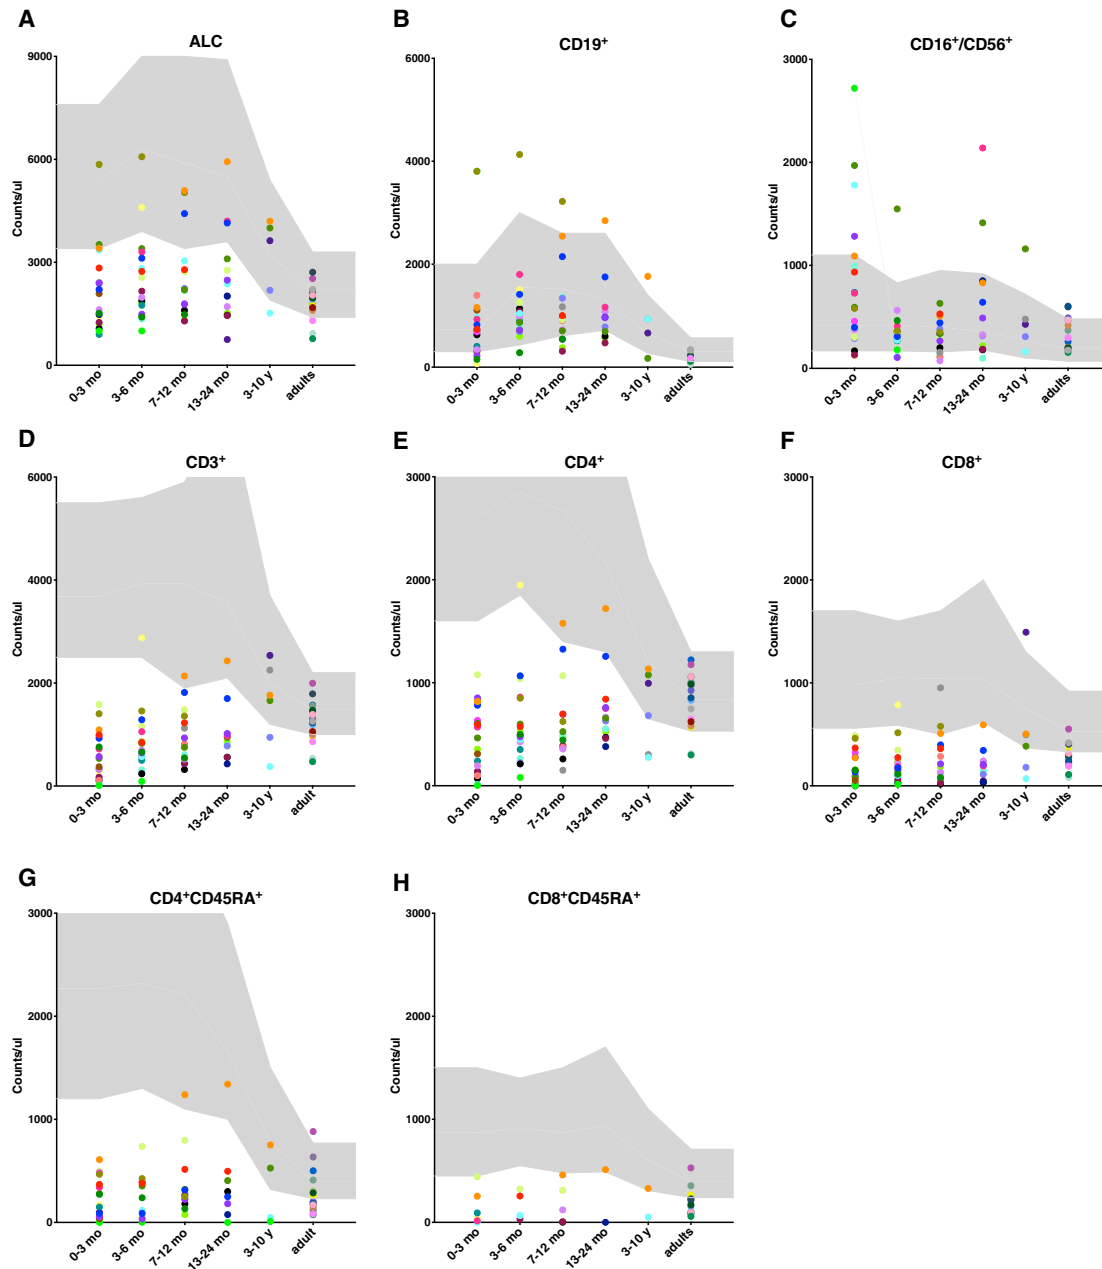 A
ALC
Counts/ul
9000
6000
3000
0
0-3 mo
3-6 mo
7-12 mo
13-24 mo
3-10 y
adults
B
CD19⁺
Counts/ul
6000
4000
2000
0
0-3 mo
3-6 mo
7-12 mo
13-24 mo
3-10 y
adults
C
CD16⁺/CD56⁺
Counts/ul
3000
2000
1000
0
0-3 mo
3-6 mo
7-12 mo
13-24 mo
3-10 y
adults
D
CD3⁺
Counts/ul
6000
4000
2000
0
0-3 mo
3-6 mo
7-12 mo
13-24 mo
3-10 y
adult
E
CD4⁺
Counts/ul
3000
2000
1000
0
0-3 mo
3-6 mo
7-12 mo
13-24 mo
3-10 y
adult
F
CD8⁺
Counts/ul
3000
2000
1000
0
0-3 mo
3-6 mo
7-12 mo
13-24 mo
3-10 y
adults
G
CD4⁺CD45RA⁺
Counts/ul
3000
2000
1000
0
0-3 mo
3-6 mo
7-12 mo
13-24 mo
3-10 y
adult
H
CD8⁺CD45RA⁺
Counts/ul
3000
2000
1000
0
0-3 mo
3-6 mo
7-12 mo
13-24 mo
3-10 y
adults